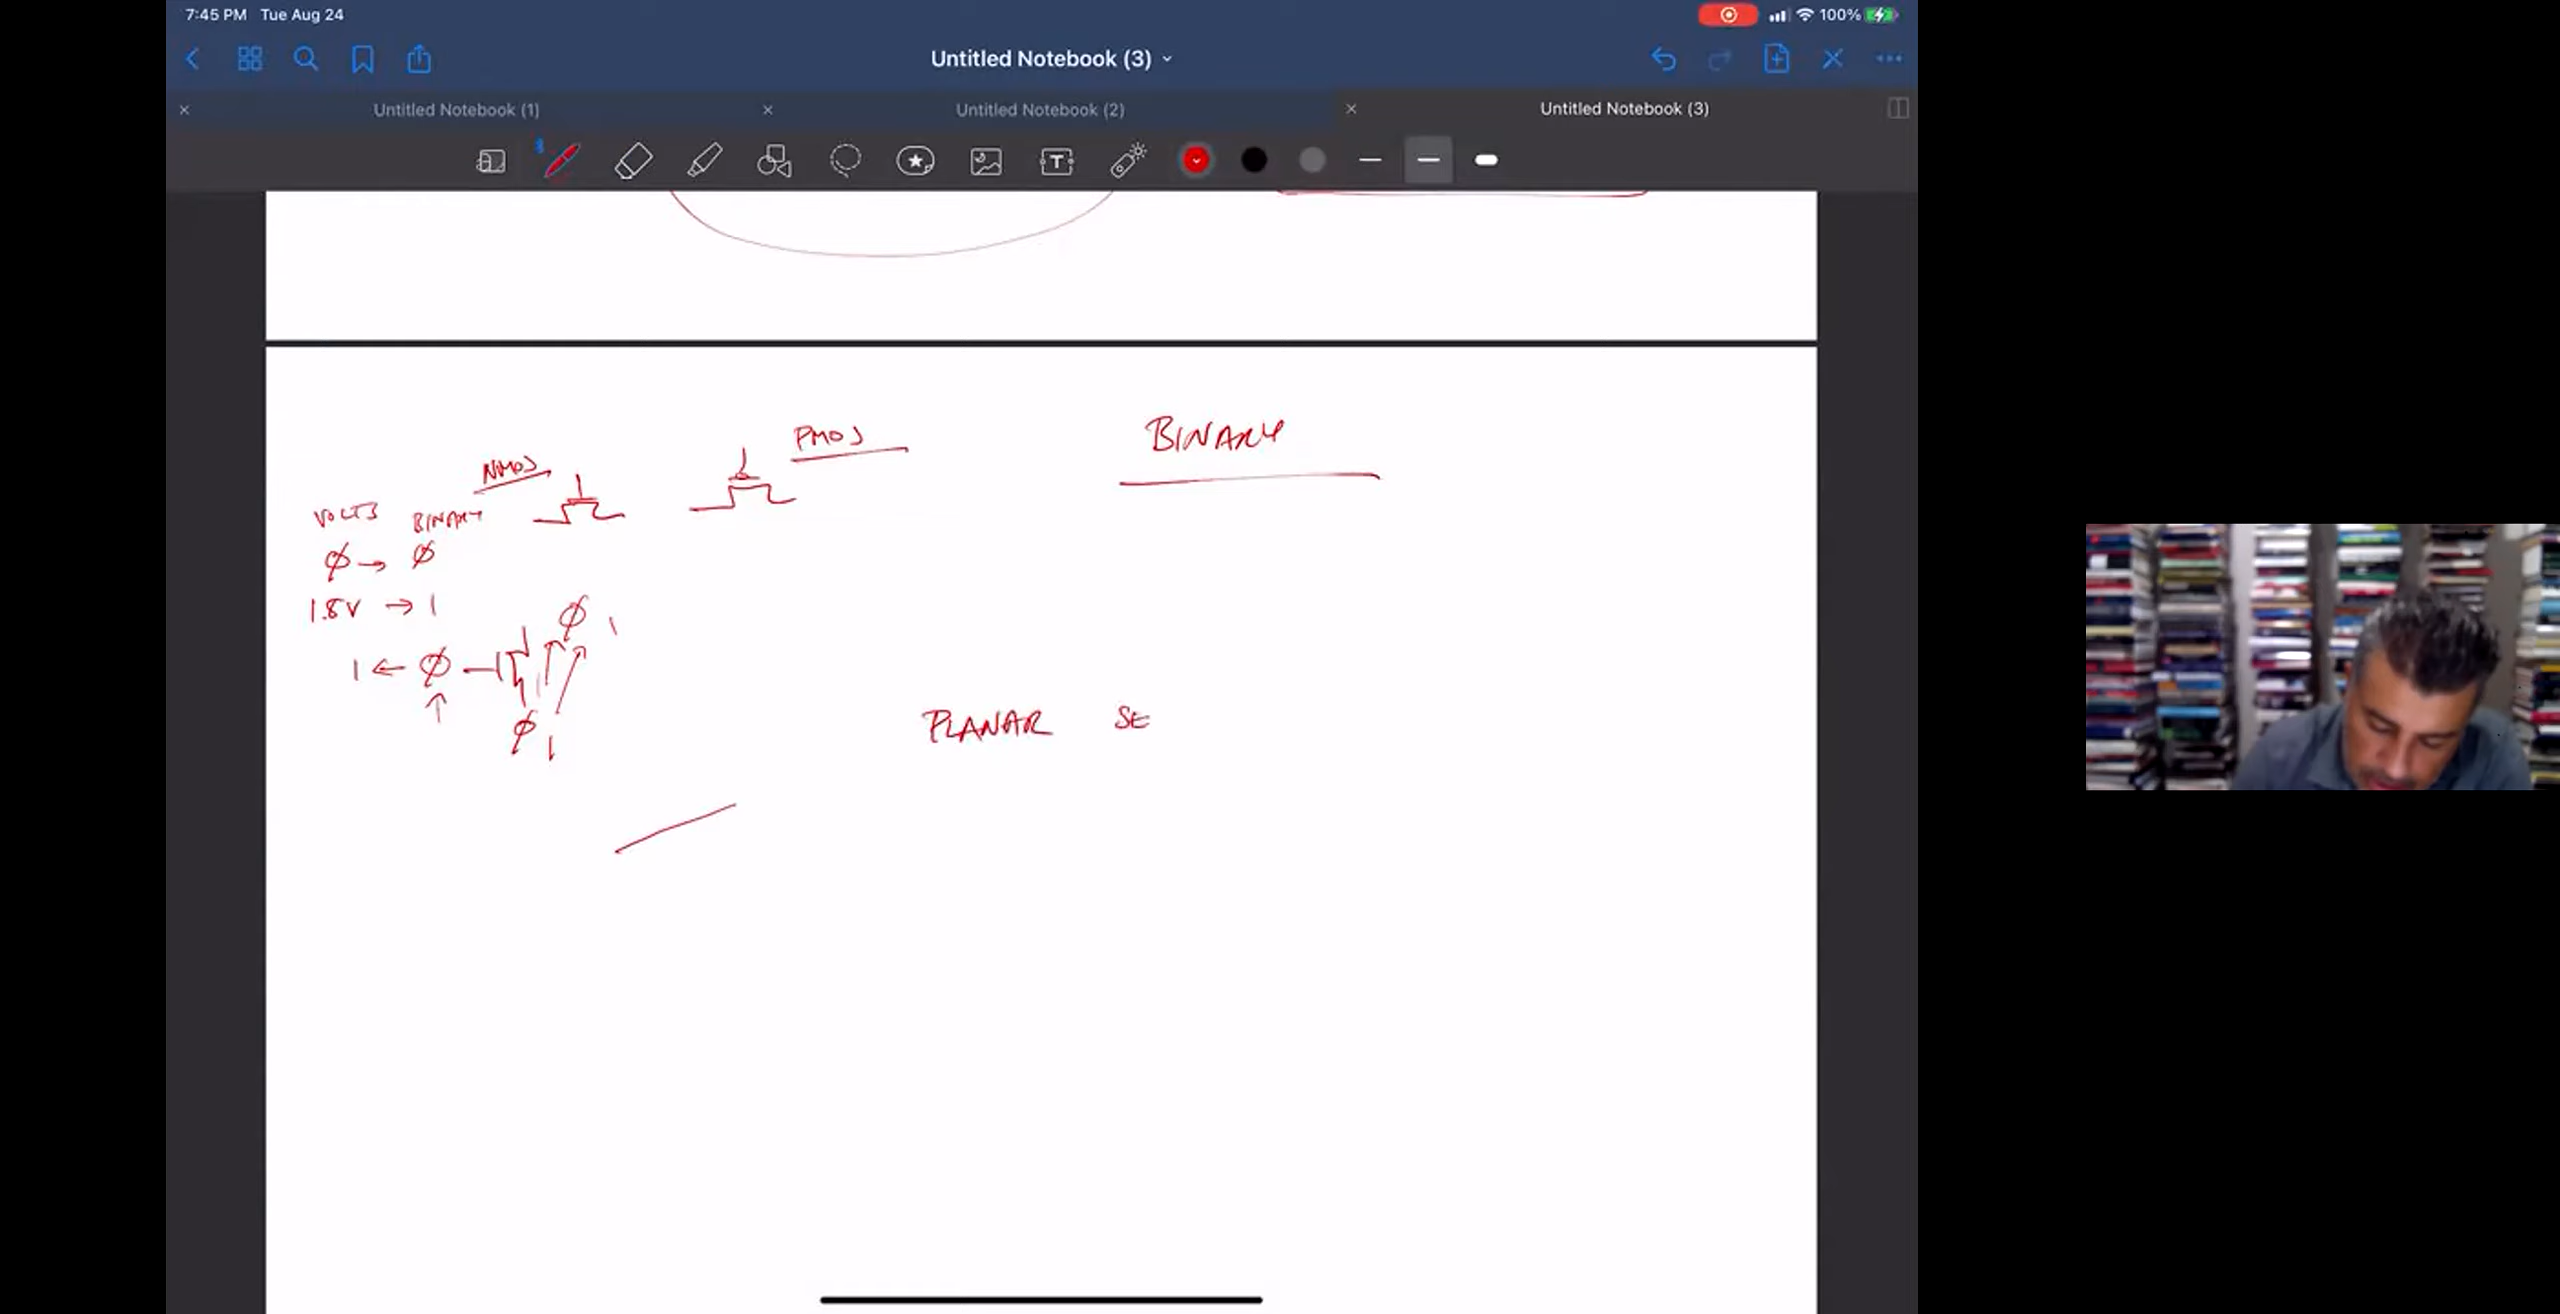 7:45 PM Tue Aug 24
100%
Untitled Notebook (3)
Untitled Notebook (1)
Untitled Notebook (2)
Untitled Notebook (3)
T
PMOS
BINARY
NMOS
VOLTS BINARY
φ → φ
1.8V → 1
φ 1
1 ← φ
↑
φ 1
PLANAR SE